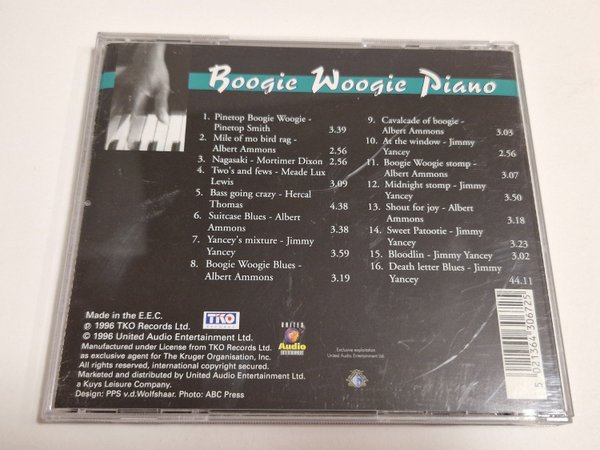 Boogie Woogie Piano
1. Pinetop Boogie Woogie -
Pinetop Smith 3.39
2. Mile of mo bird rag -
Albert Ammons 2.56
3. Nagasaki - Mortimer Dixon 2.56
4. Two's and fews - Meade Lux
Lewis 3.09
5. Bass going crazy - Hercal
Thomas 4.38
6. Suitcase Blues - Albert
Ammons 3.38
7. Yancey's mixture - Jimmy
Yancey 3.59
8. Boogie Woogie Blues -
Albert Ammons 3.19
9. Cavalcade of boogie -
Albert Ammons 3.03
10. At the window - Jimmy
Yancey 2.56
11. Boogie Woogie stomp -
Albert Ammons 3.07
12. Midnight stomp - Jimmy
Yancey 3.50
13. Shout for joy - Albert
Ammons 3.18
14. Sweet Patootie - Jimmy
Yancey 3.23
15. Bloodlin - Jimmy Yancey 3.02
16. Death letter Blues - Jimmy
Yancey 44.11
Made in the E.E.C.
℗ 1996 TKO Records Ltd.
© 1996 United Audio Entertainment Ltd.
Manufactured under License from TKO Records Ltd.
as exclusive agent for The Kruger Organisation, Inc.
All rights reserved, international copyright secured.
Marketed and distributed by United Audio Entertainment Ltd.
a Kuys Leisure Company.
Design: PPS v.d.Wolfshaar. Photo: ABC Press
TKO
UNITED
Audio
Exclusive exploitation
United Audio Entertainment Ltd.
5 021364 306725